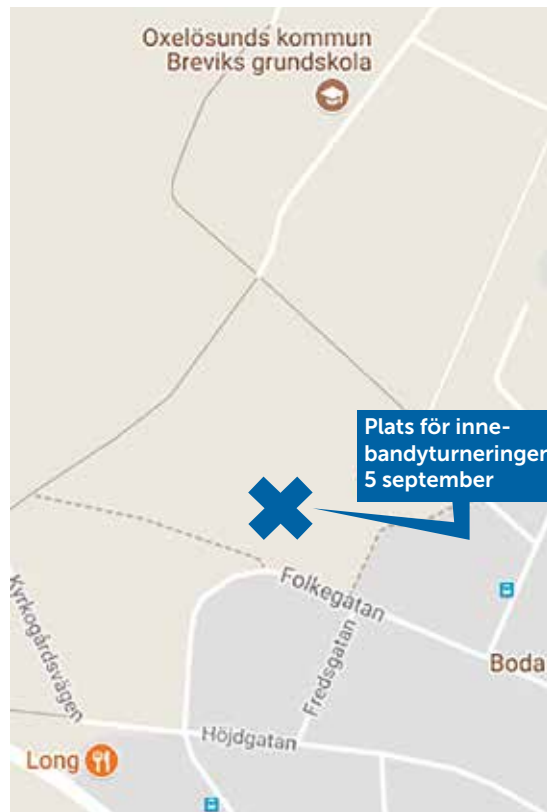 Oxelösunds kommun
Breviks grundskola
Plats för inne-
bandyturneringen
5 september
Folkegatan
Kyrkogårdsvägen
Fredsgatan
Boda
Höjdgatan
Long